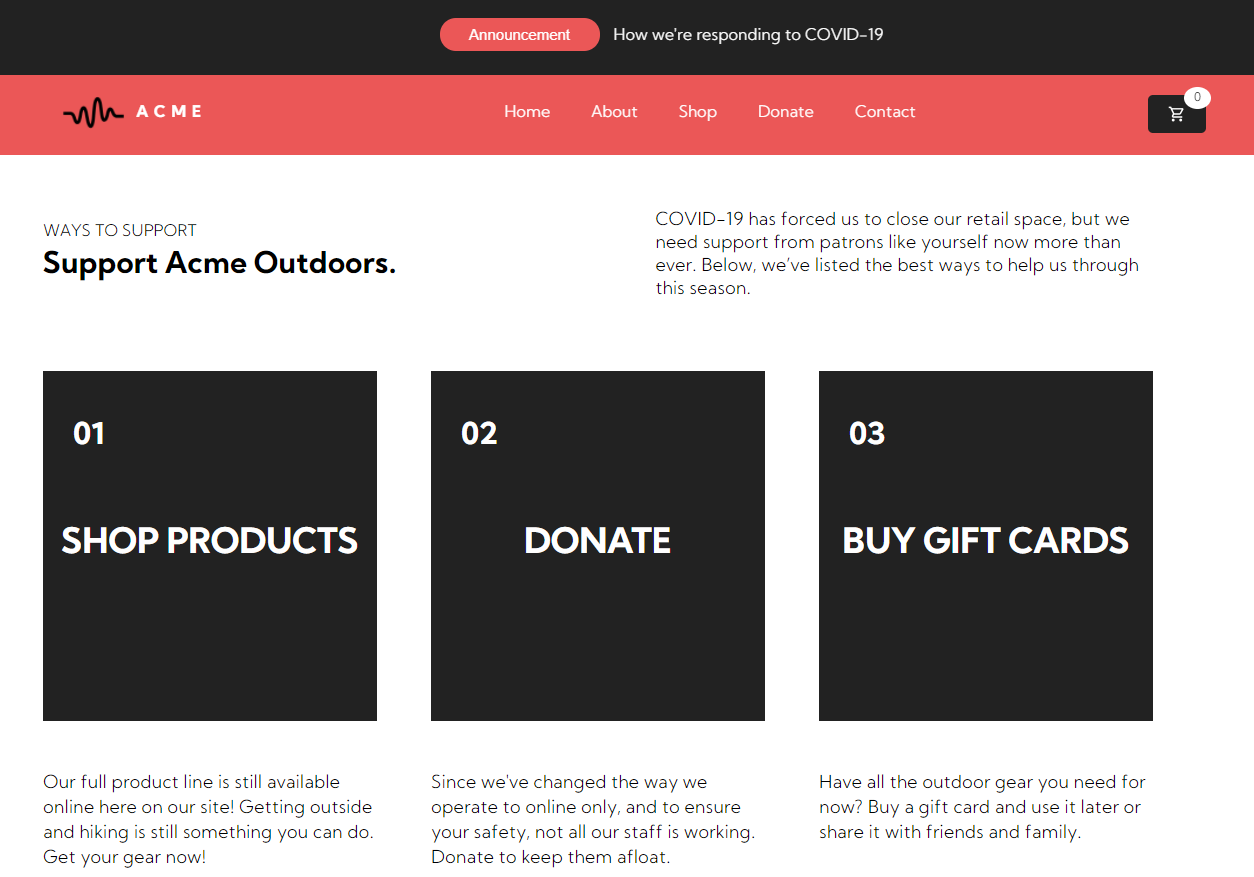 Announcement How we're responding to COVID-19
ACME Home About Shop Donate Contact 0
WAYS TO SUPPORT
Support Acme Outdoors.
COVID-19 has forced us to close our retail space, but we
need support from patrons like yourself now more than
ever. Below, we’ve listed the best ways to help us through
this season.
01
SHOP PRODUCTS
02
DONATE
03
BUY GIFT CARDS
Our full product line is still available
online here on our site! Getting outside
and hiking is still something you can do.
Get your gear now!
Since we've changed the way we
operate to online only, and to ensure
your safety, not all our staff is working.
Donate to keep them afloat.
Have all the outdoor gear you need for
now? Buy a gift card and use it later or
share it with friends and family.